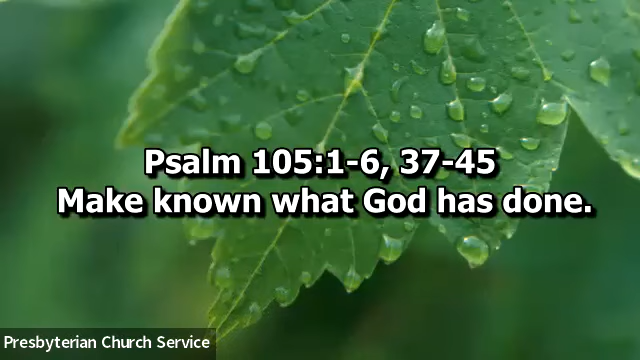 Psalm 105:1-6, 37-45
Make known what God has done.
Presbyterian Church Service